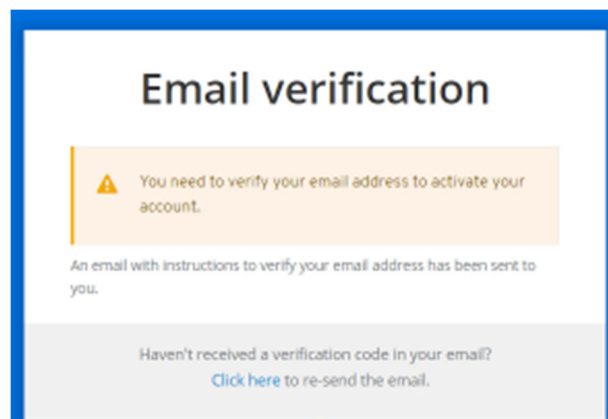 Email verification
You need to verify your email address to activate your
account.
An email with instructions to verify your email address has been sent to
you.
Haven't received a verification code in your email?
Click here to re-send the email.